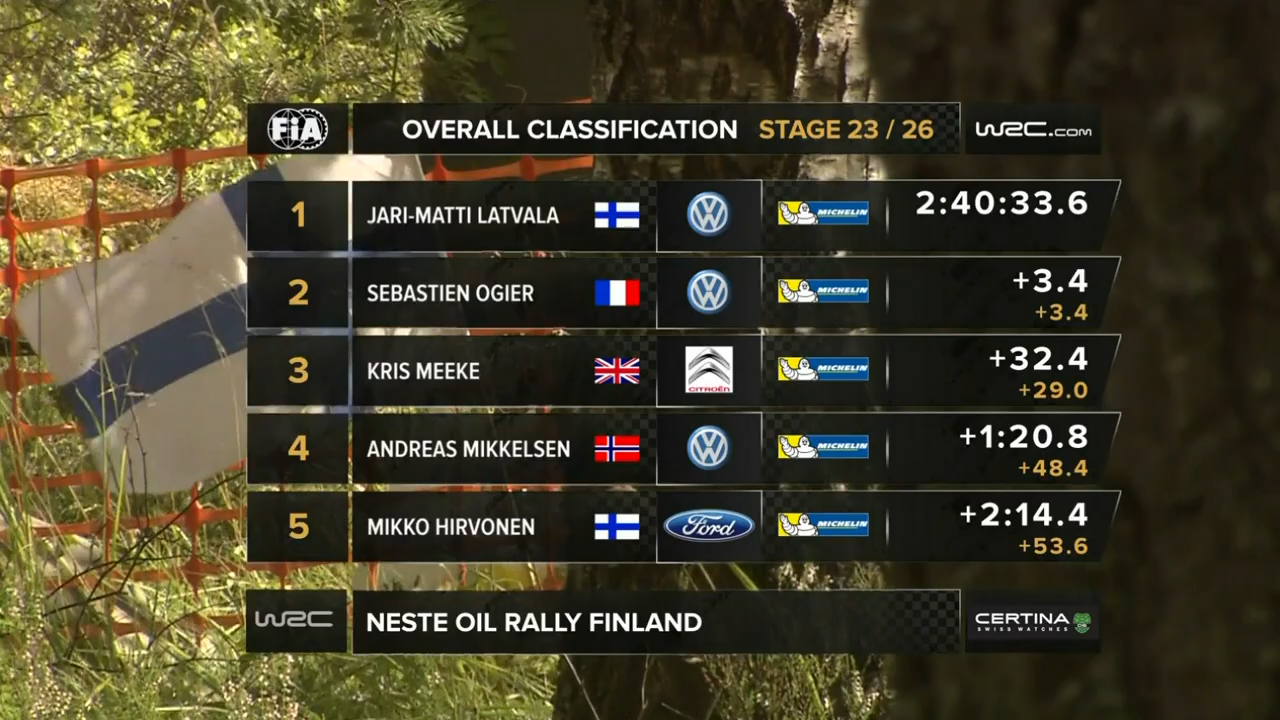 FiA OVERALL CLASSIFICATION STAGE 23 / 26 WRC.COM
1 JARI-MATTI LATVALA VW MICHELIN 2:40:33.6
2 SEBASTIEN OGIER VW MICHELIN +3.4
+3.4
3 KRIS MEEKE CITROËN MICHELIN +32.4
+29.0
4 ANDREAS MIKKELSEN VW MICHELIN +1:20.8
+48.4
5 MIKKO HIRVONEN Ford MICHELIN +2:14.4
+53.6
WRC NESTE OIL RALLY FINLAND CERTINA
SWISS WATCHES